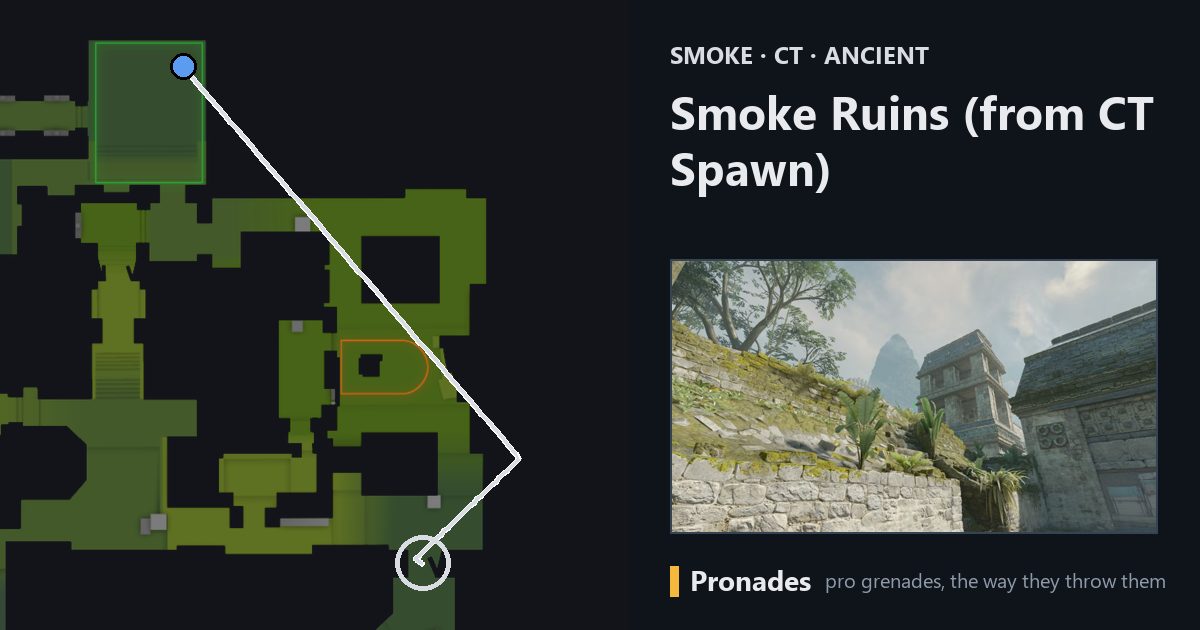 SMOKE · CT · ANCIENT
Smoke Ruins (from CT
Spawn)
Pronades pro grenades, the way they throw them